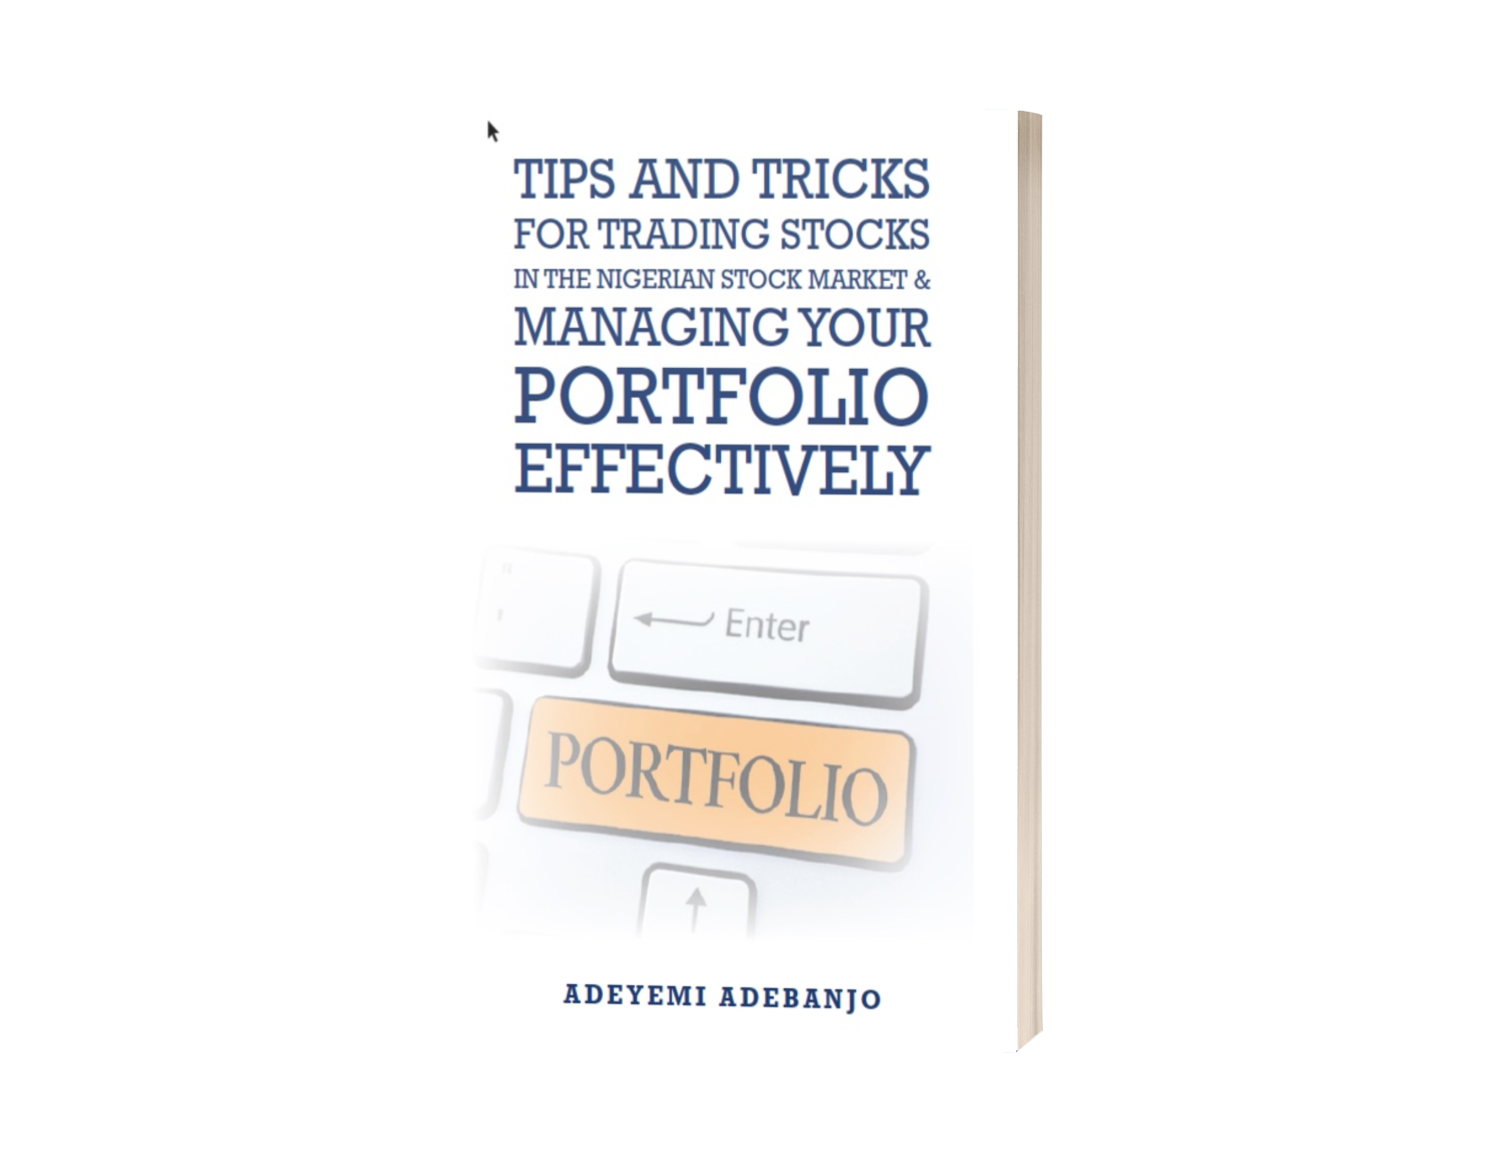 TIPS AND TRICKS
FOR TRADING STOCKS
IN THE NIGERIAN STOCK MARKET &
MANAGING YOUR
PORTFOLIO
EFFECTIVELY
"
'
Enter
PORTFOLIO
ADEYEMI ADEBANJO